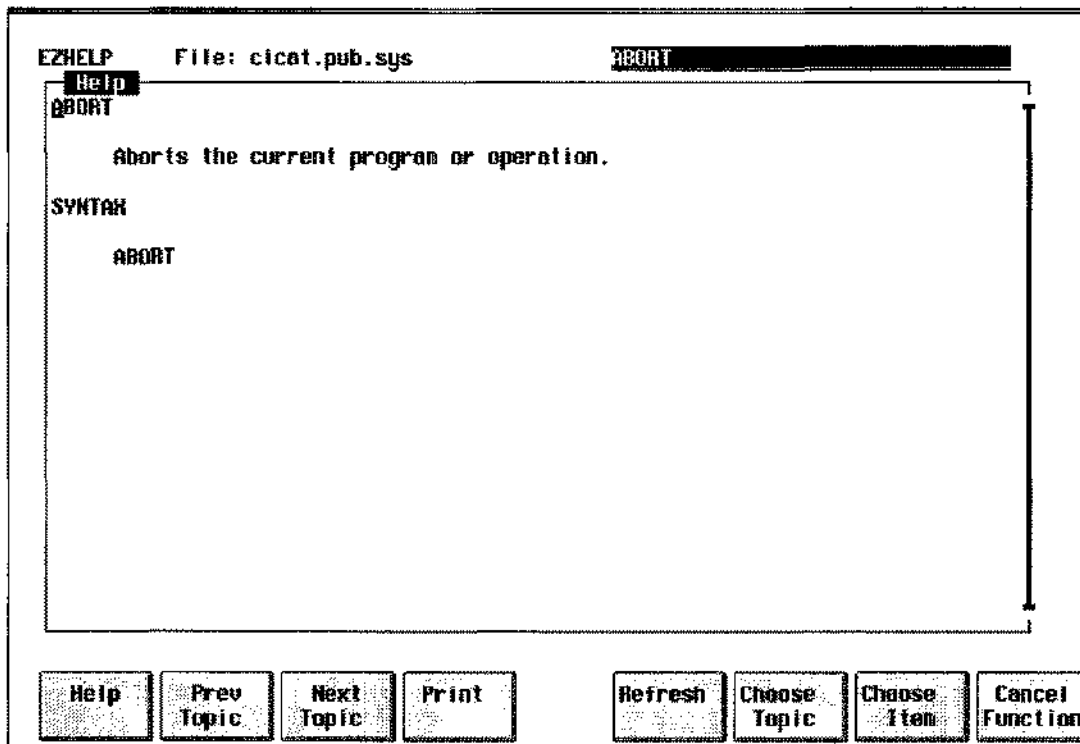 EZHELP File: cicat.pub.sys ABORT
Help
ABORT
Aborts the current program or operation.
SYNTAX
ABORT
Help Prev Topic Next Topic Print Refresh Choose Topic Choose Item Cancel Function